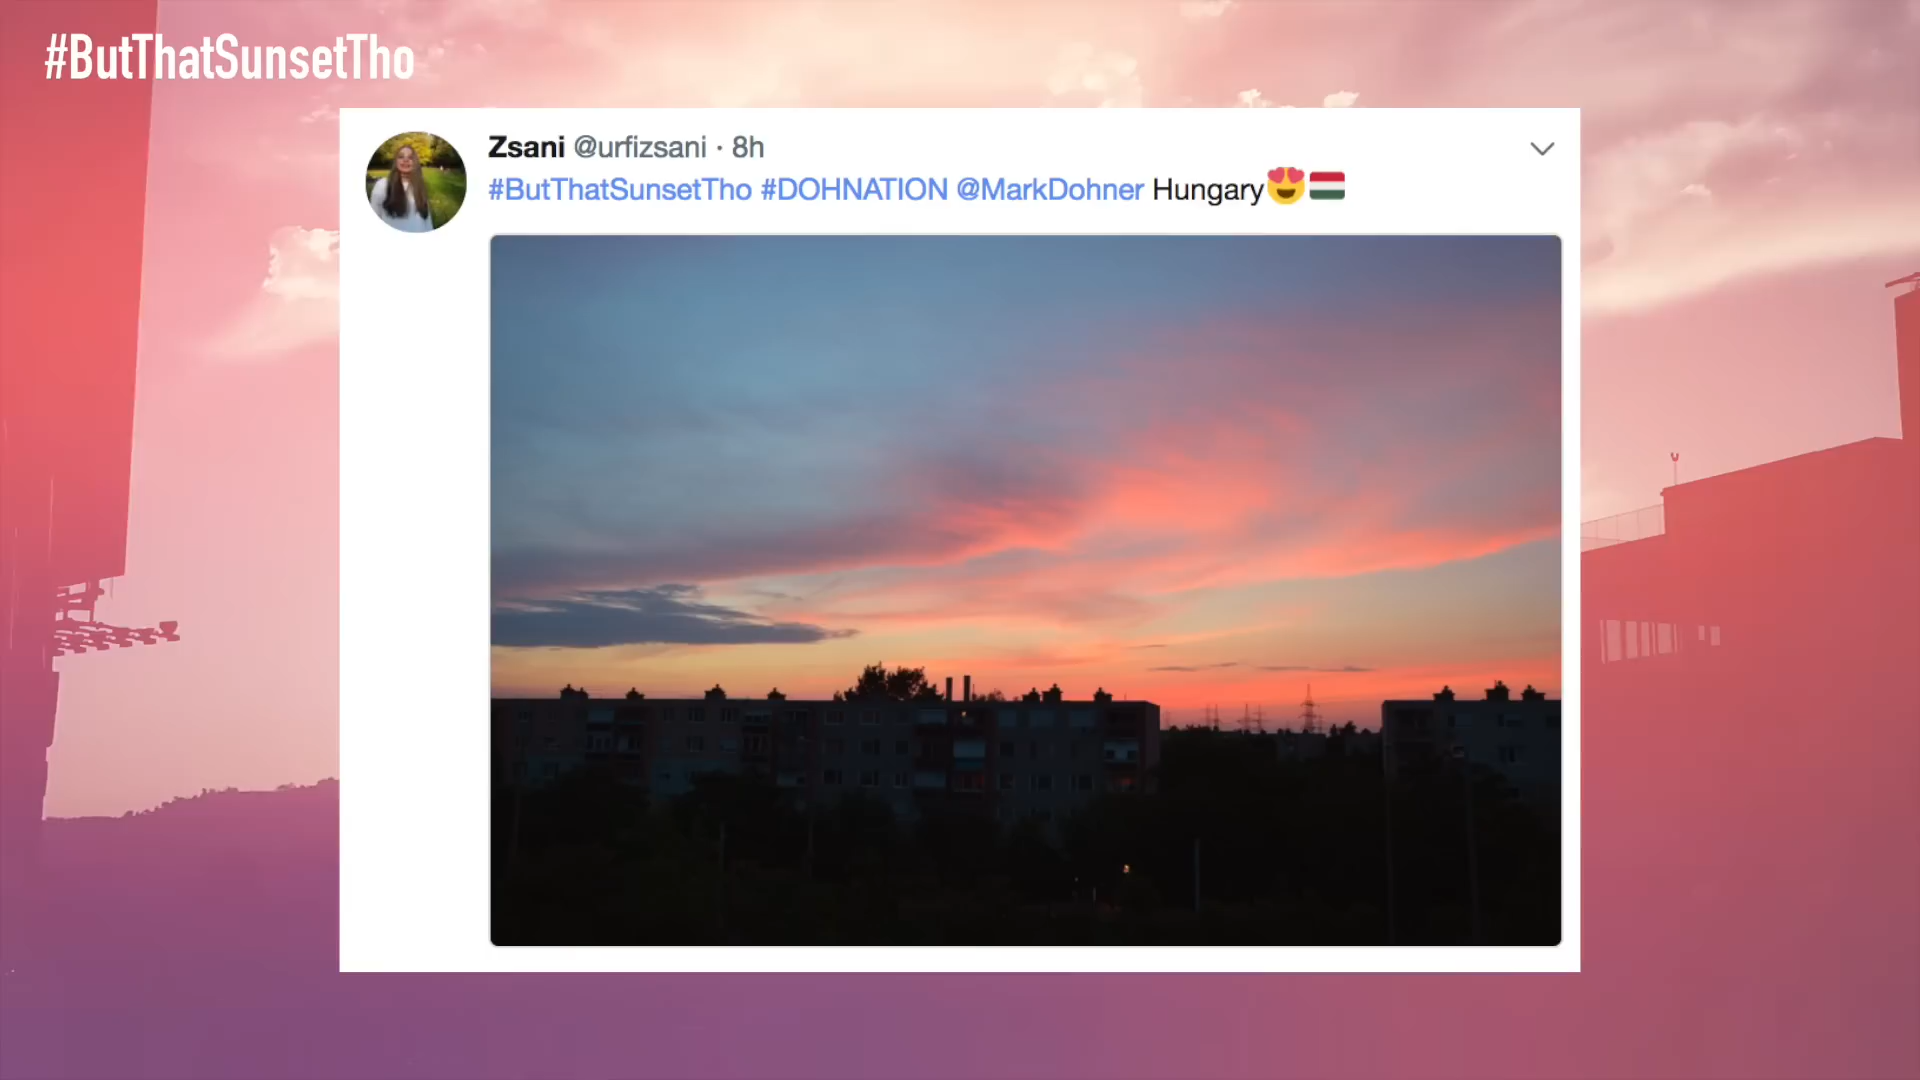 #ButThatSunsetTho
Zsani @urfizsani · 8h
#ButThatSunsetTho #DOHNATION @MarkDohner Hungary😍🇭🇺